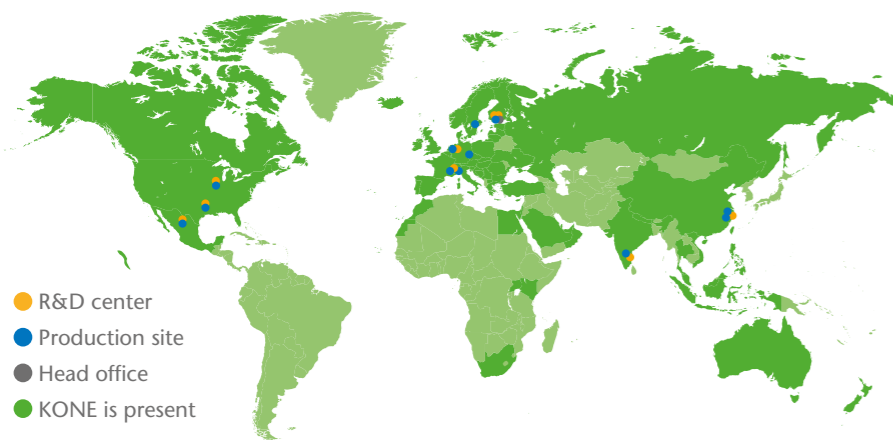 R&D center
Production site
Head office
KONE is present